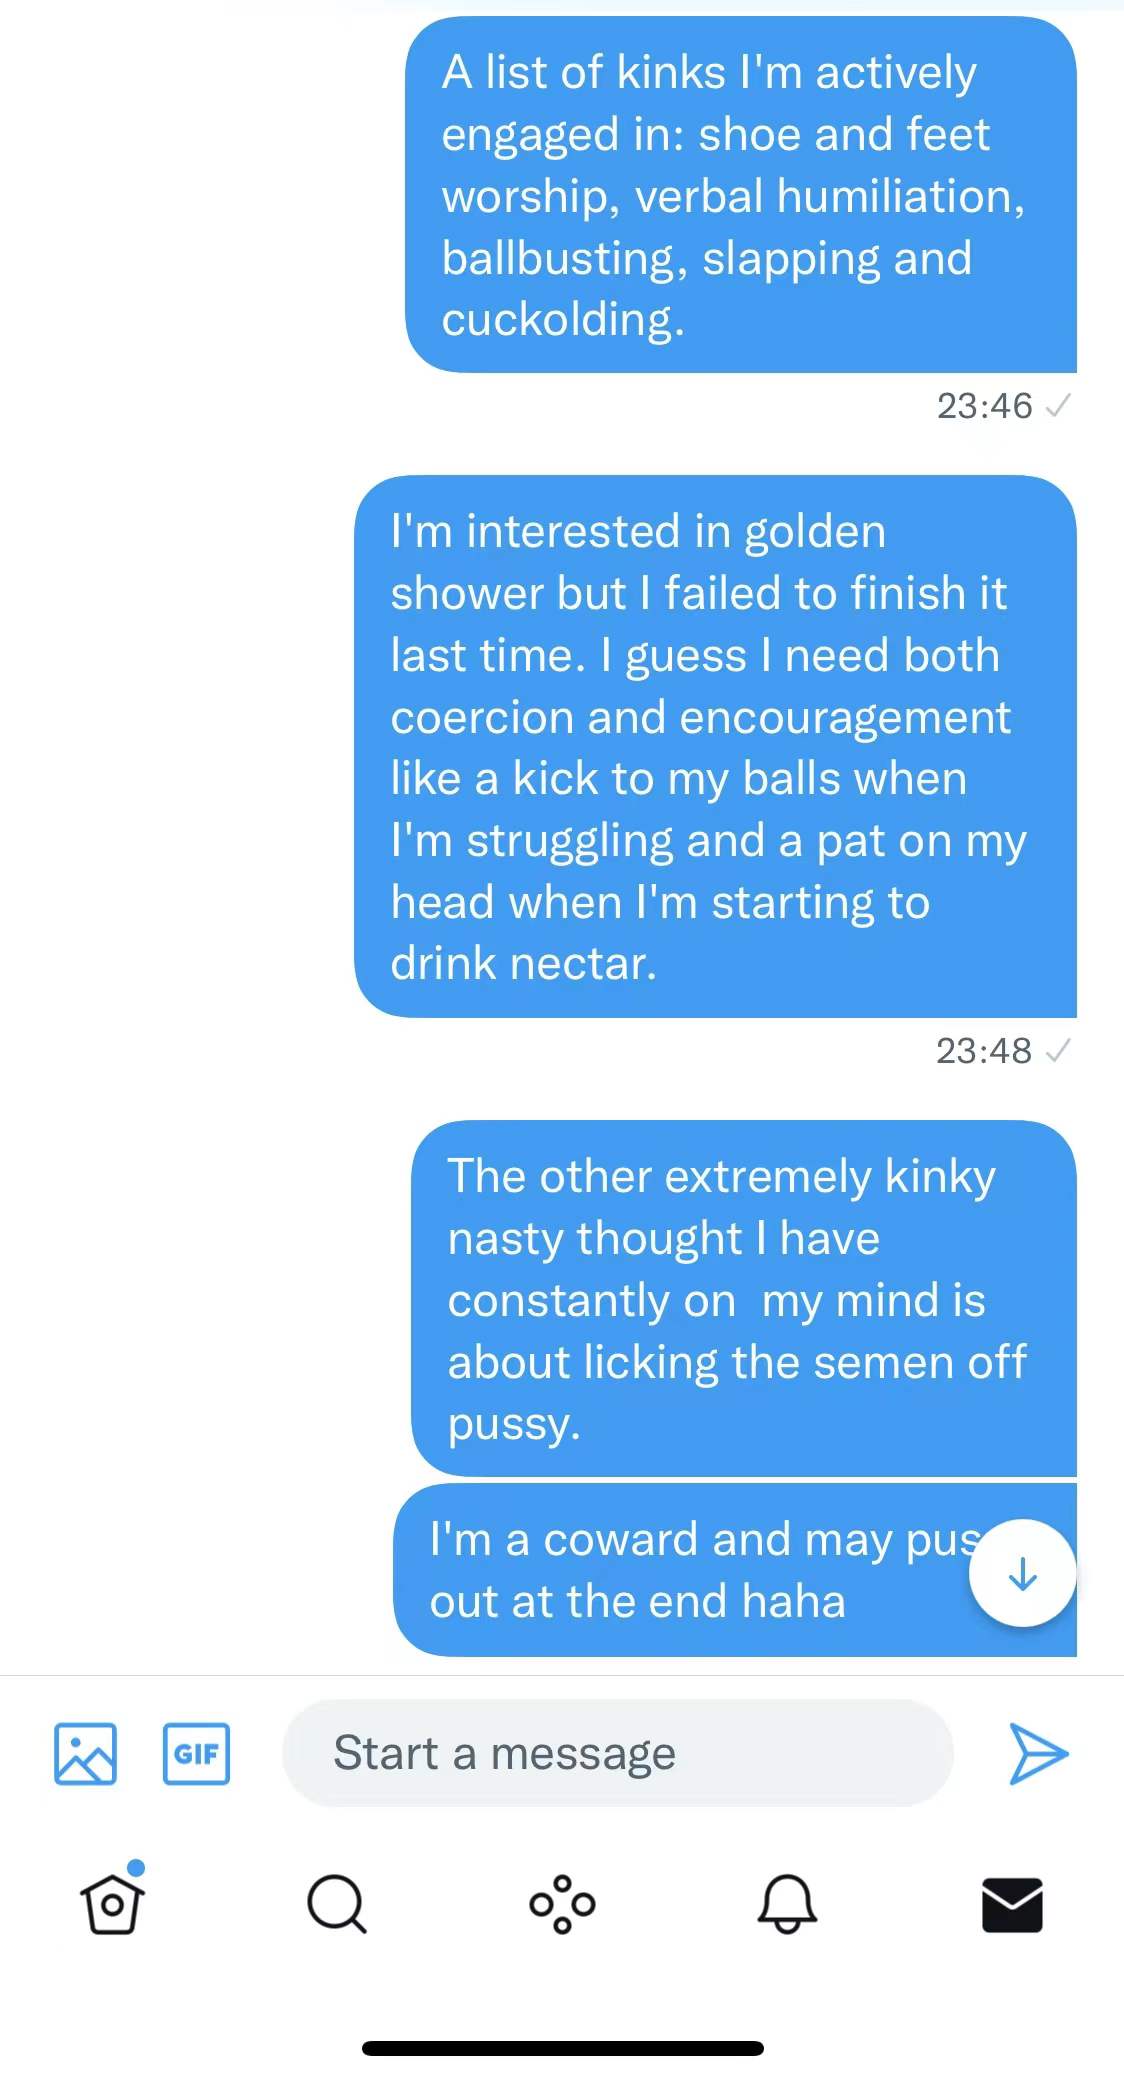 A list of kinks I'm actively
engaged in: shoe and feet
worship, verbal humiliation,
ballbusting, slapping and
cuckolding.
23:46
I'm interested in golden
shower but I failed to finish it
last time. I guess I need both
coercion and encouragement
like a kick to my balls when
I'm struggling and a pat on my
head when I'm starting to
drink nectar.
23:48
The other extremely kinky
nasty thought I have
constantly on  my mind is
about licking the semen off
pussy.
I'm a coward and may
out at the end haha
GIF
Start a message